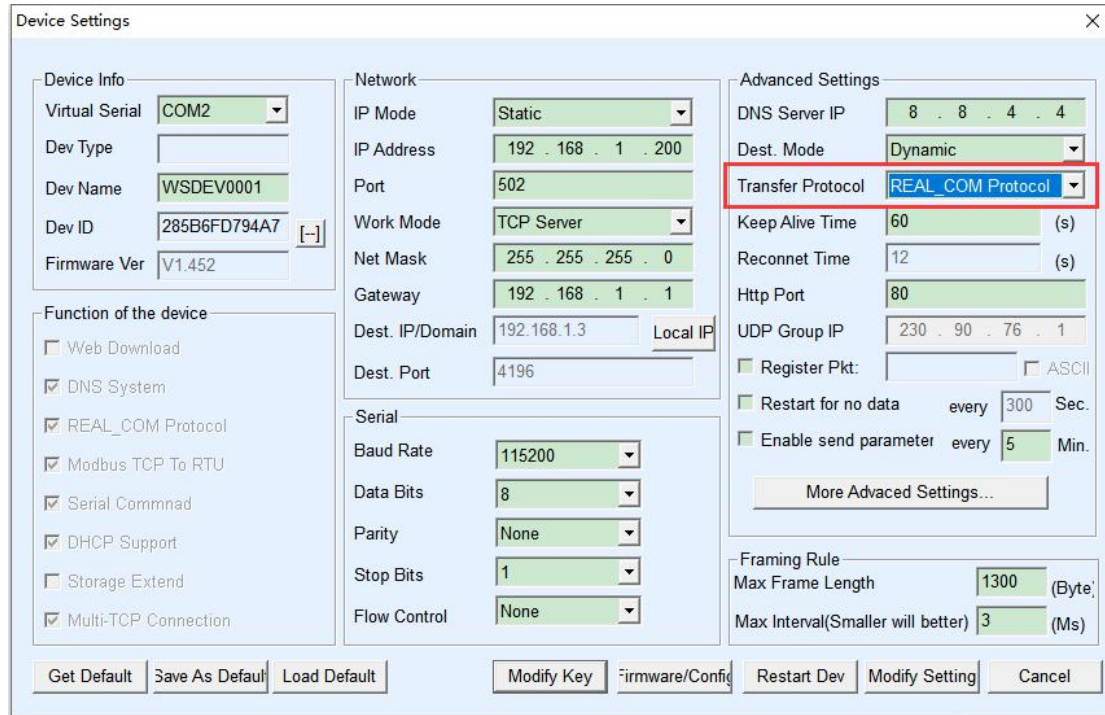 Device Settings
Device Info
Virtual Serial COM2
Dev Type
Dev Name WSDEV0001
Dev ID 285B6FD794A7 [--]
Firmware Ver V1.452
Function of the device
Web Download
DNS System
REAL_COM Protocol
Modbus TCP To RTU
Serial Commnad
DHCP Support
Storage Extend
Multi-TCP Connection
Network
IP Mode Static
IP Address 192 . 168 . 1 . 200
Port 502
Work Mode TCP Server
Net Mask 255 . 255 . 255 . 0
Gateway 192 . 168 . 1 . 1
Dest. IP/Domain 192.168.1.3 Local IP
Dest. Port 4196
Serial
Baud Rate 115200
Data Bits 8
Parity None
Stop Bits 1
Flow Control None
Advanced Settings
DNS Server IP 8 . 8 . 4 . 4
Dest. Mode Dynamic
Transfer Protocol REAL_COM Protocol
Keep Alive Time 60 (s)
Reconnet Time 12 (s)
Http Port 80
UDP Group IP 230 . 90 . 76 . 1
Register Pkt: ASCII
Restart for no data every 300 Sec.
Enable send parameter every 5 Min.
More Advaced Settings...
Framing Rule
Max Frame Length 1300 (Byte)
Max Interval(Smaller will better) 3 (Ms)
Get Default Save As Defaul Load Default Modify Key Firmware/Config Restart Dev Modify Setting Cancel